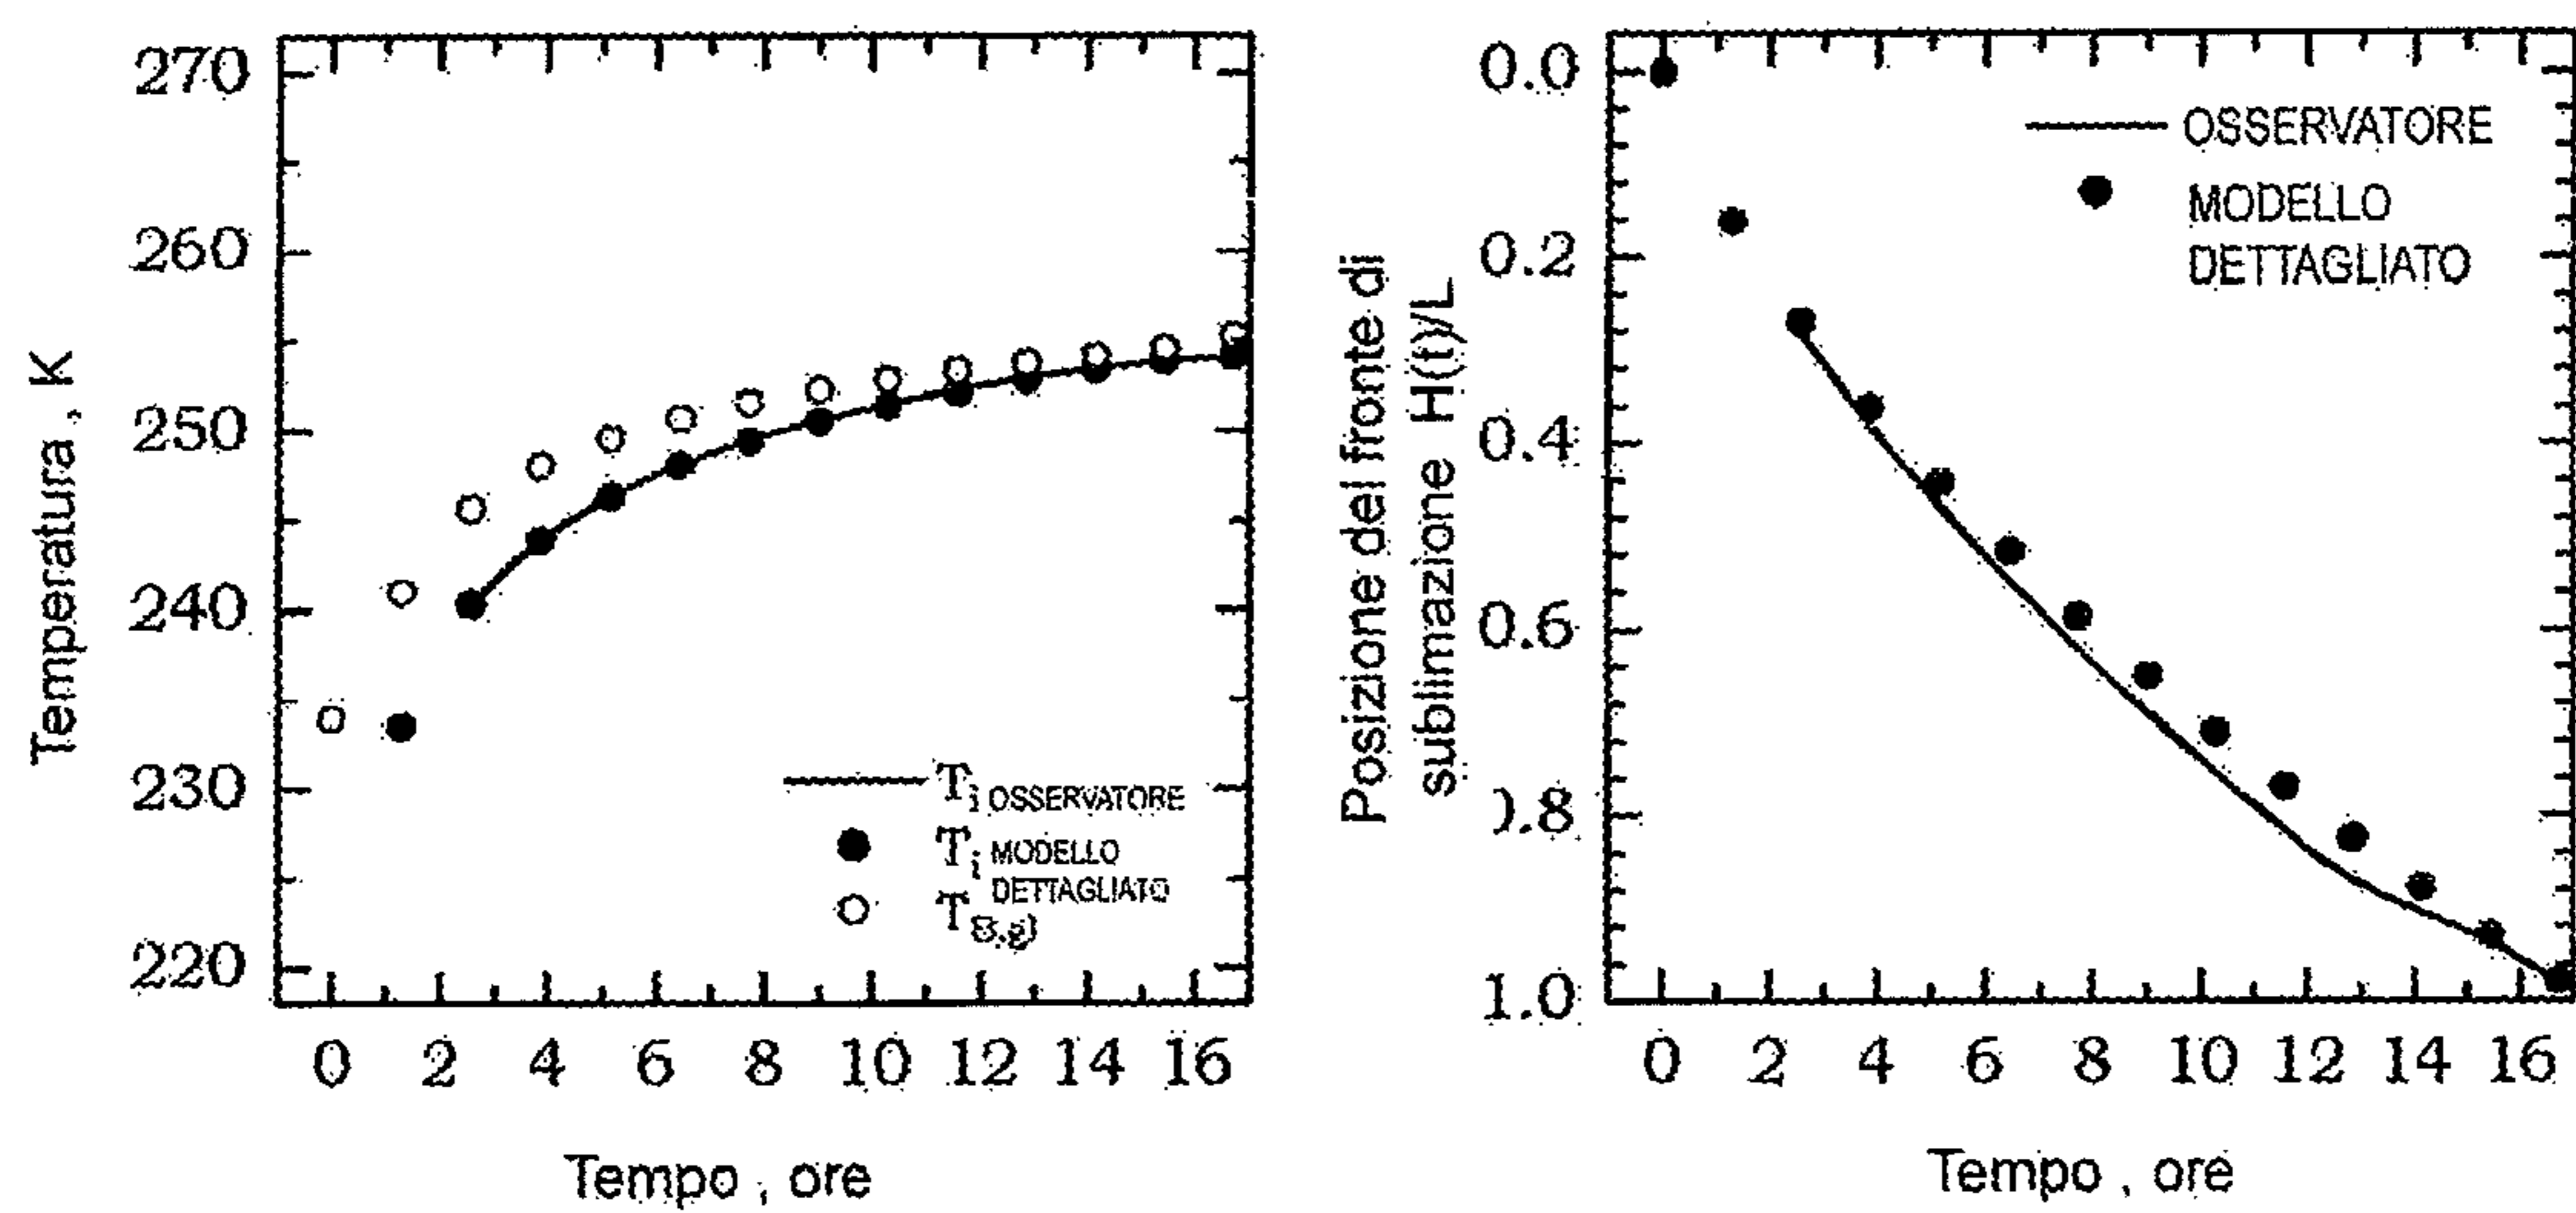 270
260
250
240
230
220
Temperatura , K
T i OSSERVATORE
T i MODELLO
DETTAGLIATO
0 2 4 6 8 10 12 14 16
Tempo , ore
0.0
0.2
0.4
0.6
).8
1.0
Posizione del fronte di
sublimazione H(t)/L
OSSERVATORE
MODELLO
DETTAGLIATO
0 2 4 6 8 10 12 14 16
Tempo , ore